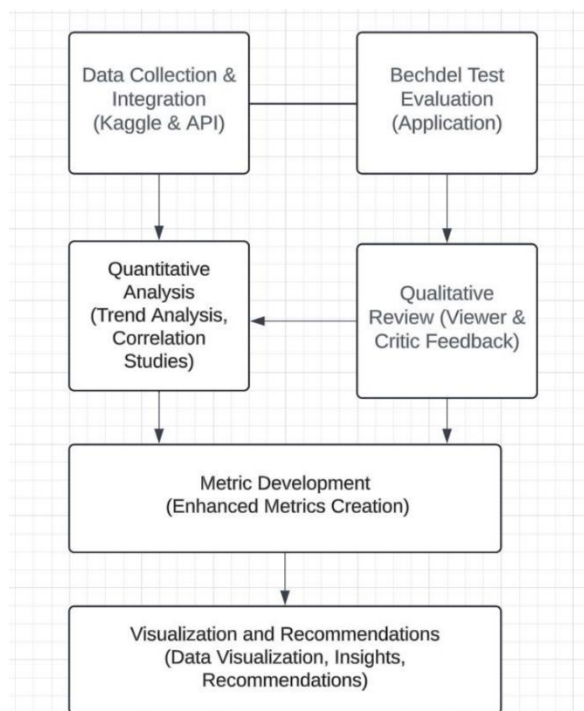 Data Collection &
Integration
(Kaggle & API)
Bechdel Test
Evaluation
(Application)
Quantitative
Analysis
(Trend Analysis,
Correlation
Studies)
Qualitative
Review (Viewer &
Critic Feedback)
Metric Development
(Enhanced Metrics Creation)
Visualization and Recommendations
(Data Visualization, Insights,
Recommendations)